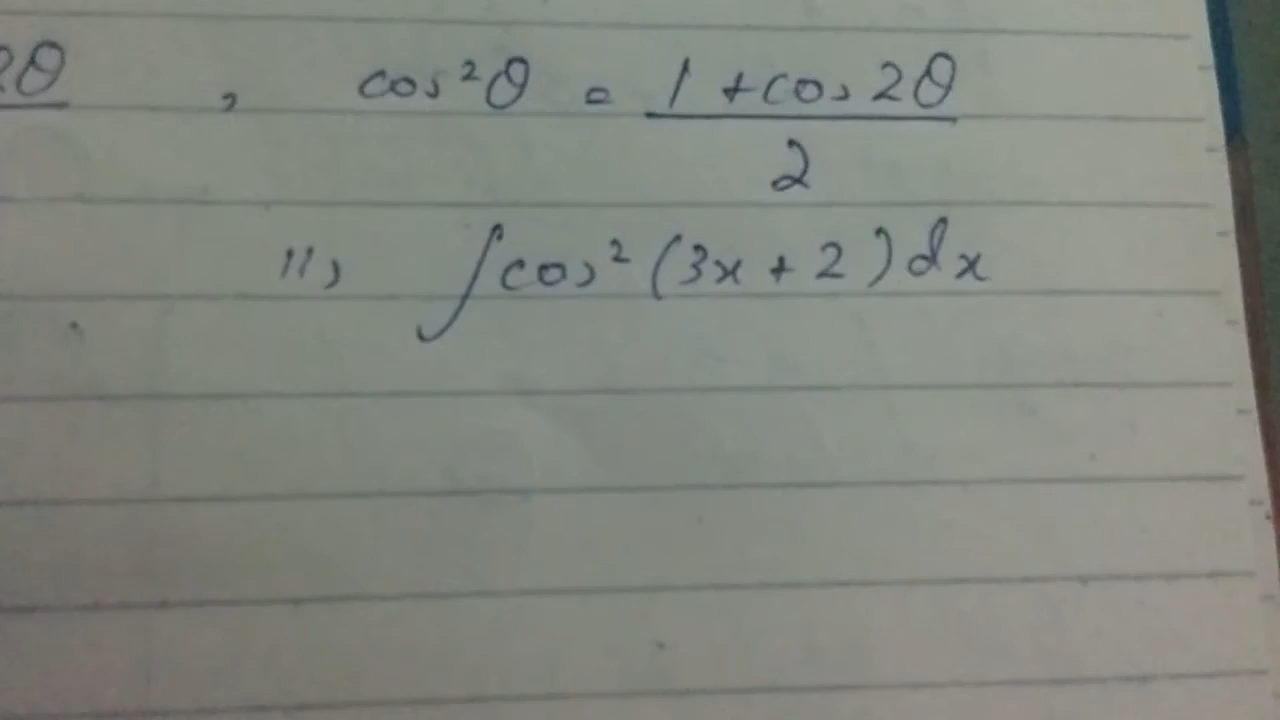 2θ , cos²θ = 1 + cos 2θ
2
ii, ∫cos² (3x + 2) dx